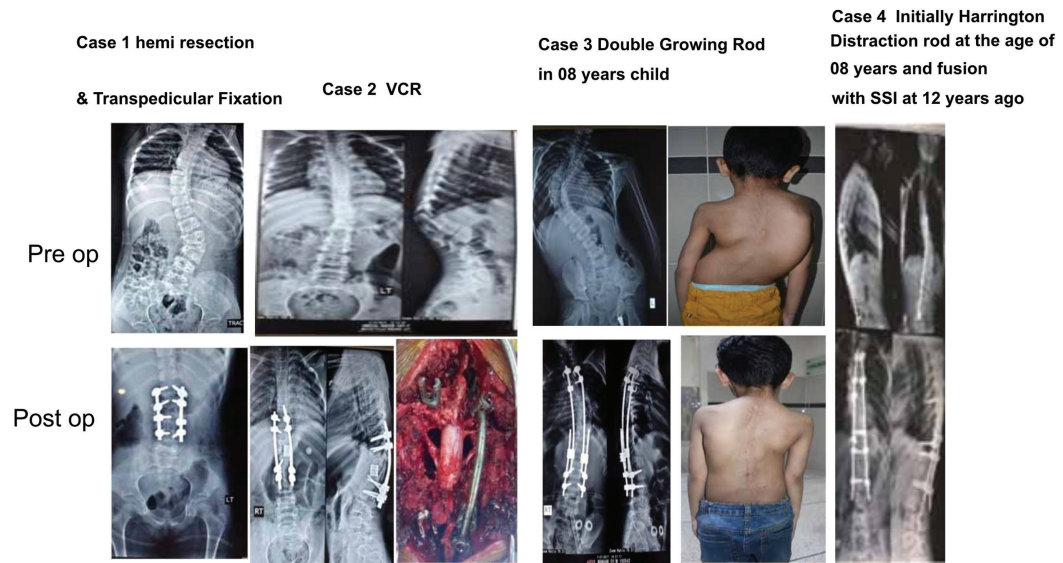 Case 1 hemi resection
& Transpedicular Fixation
Case 2 VCR
Case 3 Double Growing Rod
in 08 years child
Case 4 Initially Harrington
Distraction rod at the age of
08 years and fusion
with SSI at 12 years ago
Pre op
TRAC
LT
Post op
LT
RT
RT